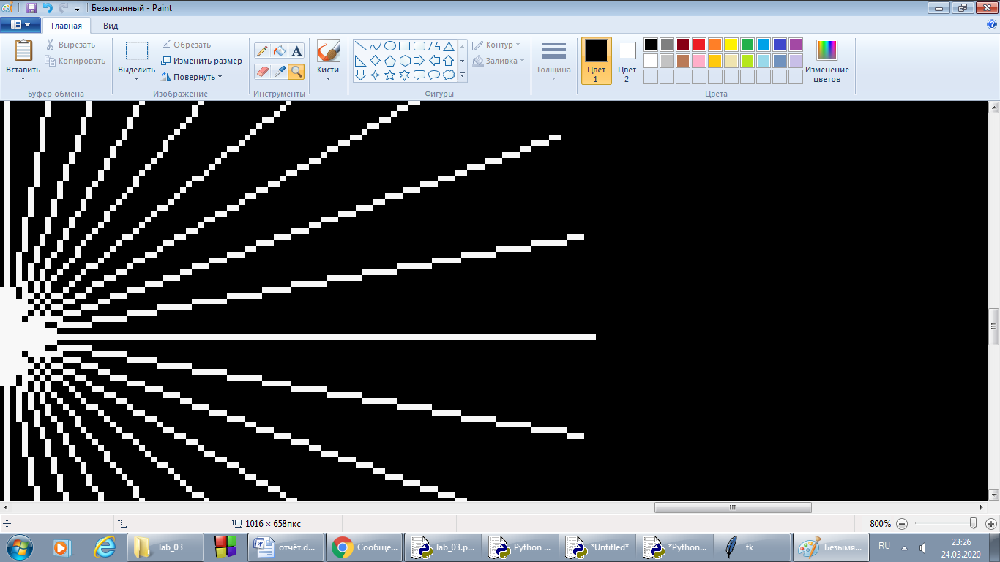 Безымянный - Paint
Главная
Вид
Вставить
Вырезать
Копировать
Буфер обмена
Выделить
Обрезать
Изменить размер
Повернуть
Изображение
A
Инструменты
Кисти
Контур
Заливка
Фигуры
Толщина
Цвет
1
Цвет
2
Изменение
цветов
Цвета
1016 × 658пкс
800%
lab_03
отчёт.d...
Сообще...
lab_03.p...
Python ...
*Untitled*
*Python...
tk
Безымя...
RU
23:26
24.03.2020